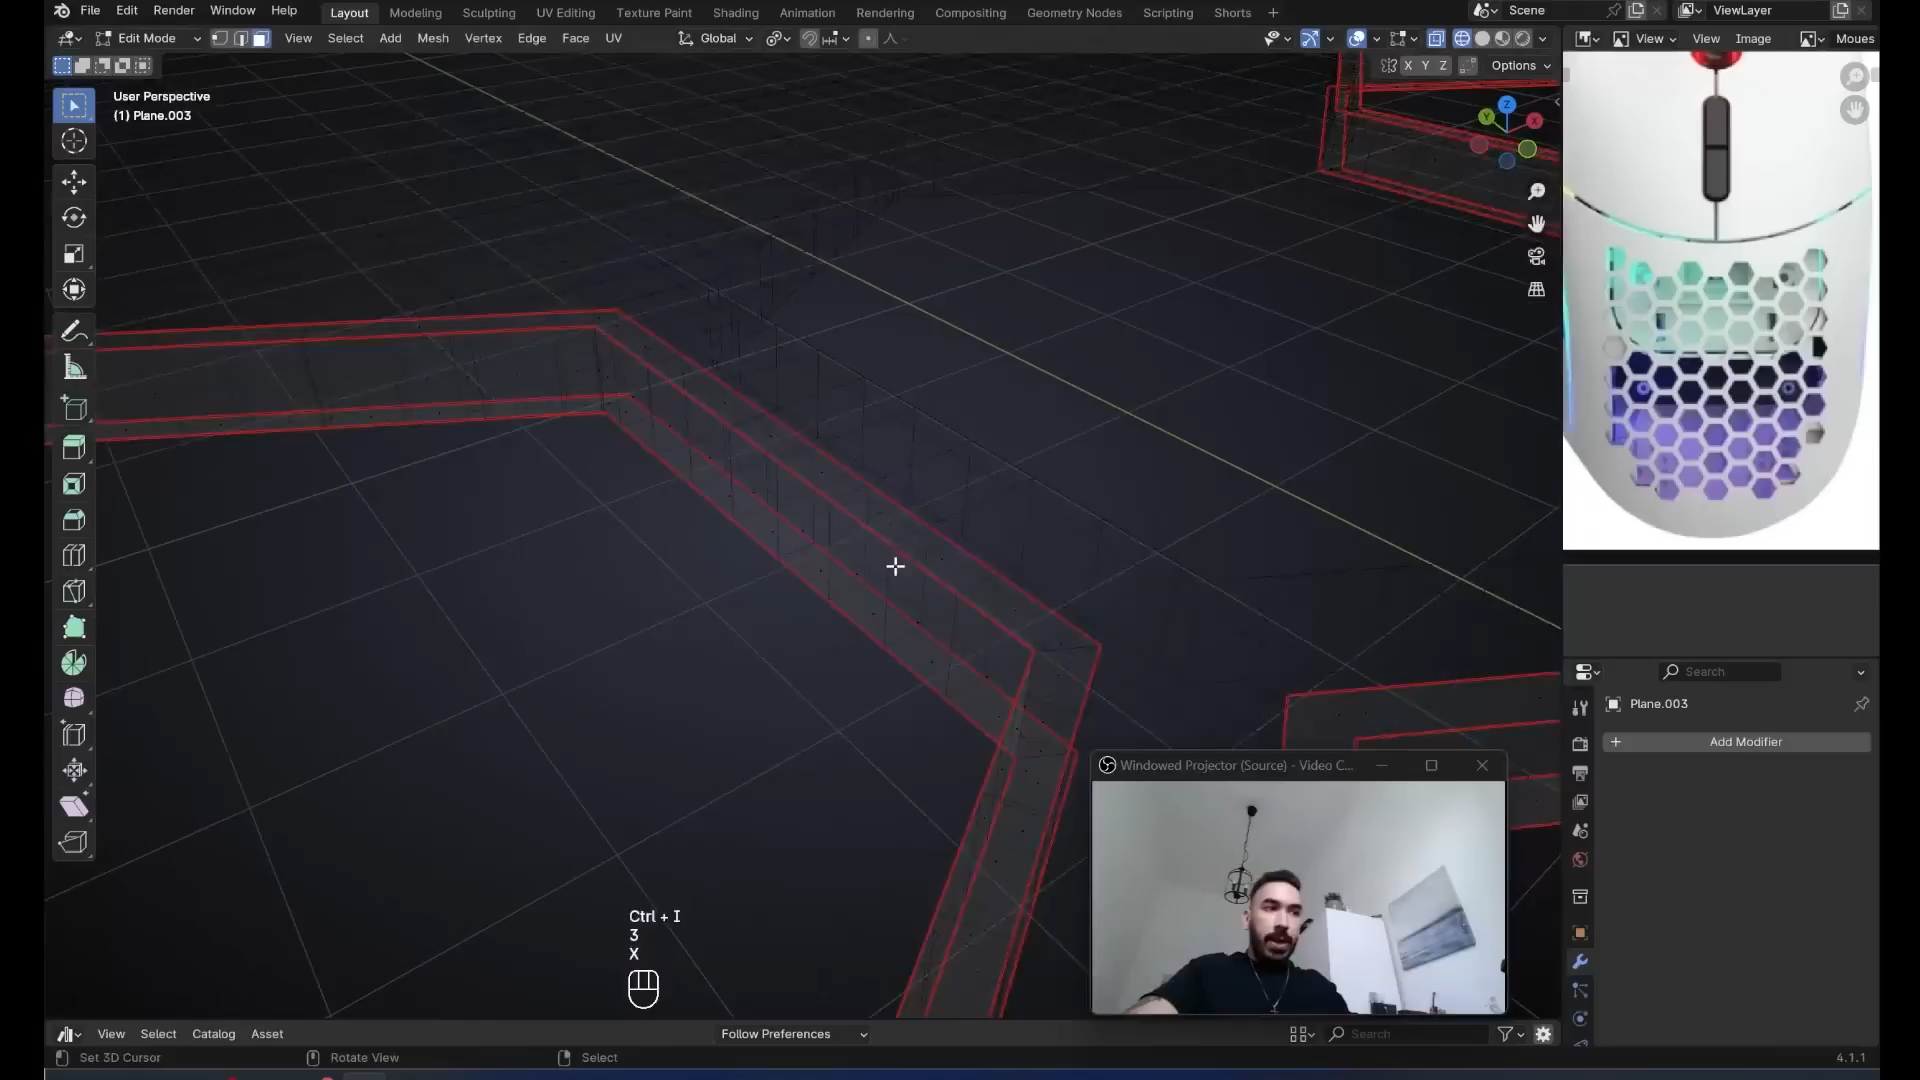 File Edit Render Window Help Layout Modeling Sculpting UV Editing Texture Paint Shading Animation Rendering Compositing Geometry Nodes Scripting Shorts + Scene ViewLayer
Edit Mode View Select Add Mesh Vertex Edge Face UV Global View View Image Moues
X Y Z Options
User Perspective
(1) Plane.003
Z
Y
X
Search
Plane.003
+ Add Modifier
Windowed Projector (Source) - Video C...
Ctrl + I
3
X
View Select Catalog Asset Follow Preferences Search
Set 3D Cursor Rotate View Select 4.1.1